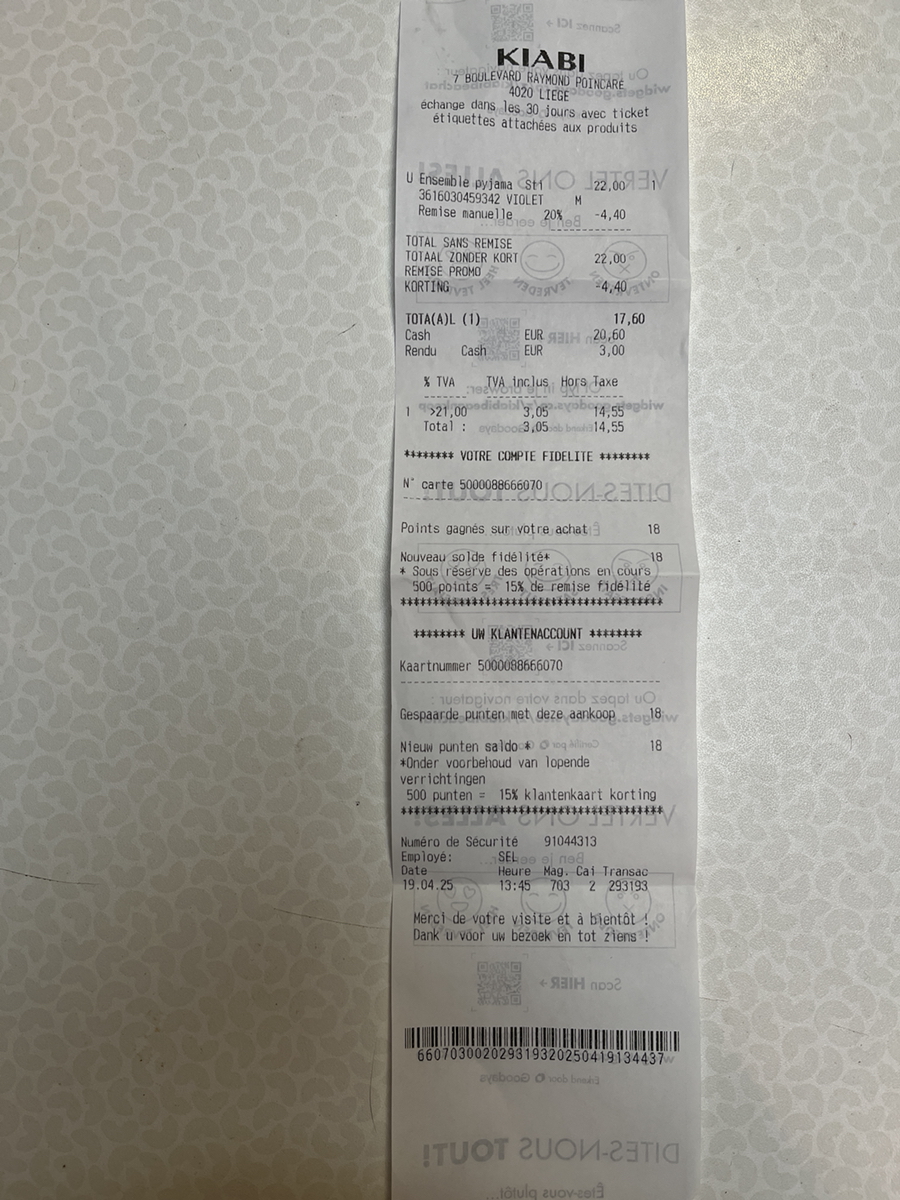 KIABI
7 BOULEVARD RAYMOND POINCARE
4020 LIEGE
échange dans les 30 jours avec ticket
étiquettes attachées aux produits
U Ensemble pyjama Sti 22,00 1
3616030459342 VIOLET M
Remise manuelle 20% -4,40
TOTAL SANS REMISE
TOTAAL ZONDER KORT 22,00
REMISE PROMO
KORTING -4,40
TOTA(A)L (1) 17,60
Cash EUR 20,60
Rendu Cash EUR 3,00
% TVA TVA inclus Hors Taxe
1 >21,00 3,05 14,55
Total : 3,05 14,55
******** VOTRE COMPTE FIDELITE ********
N° carte 5000088666070
Points gagnés sur votre achat 18
Nouveau solde fidélité* 18
* Sous réserve des opérations en cours
500 points = 15% de remise fidélité
****************************************
******** UW KLANTENACCOUNT ********
Kaartnummer 5000088666070
Gespaarde punten met deze aankoop 18
Nieuw punten saldo * 18
*Onder voorbehoud van lopende
verrichtingen
500 punten = 15% klantenkaart korting
****************************************
Numéro de Sécurité 91044313
Employé: SEL
Date Heure Mag. Cai Transac
19.04.25 13:45 703 2 293193
Merci de votre visite et à bientôt !
Dank u voor uw bezoek en tot ziens !
66070300202931932025041913443​7